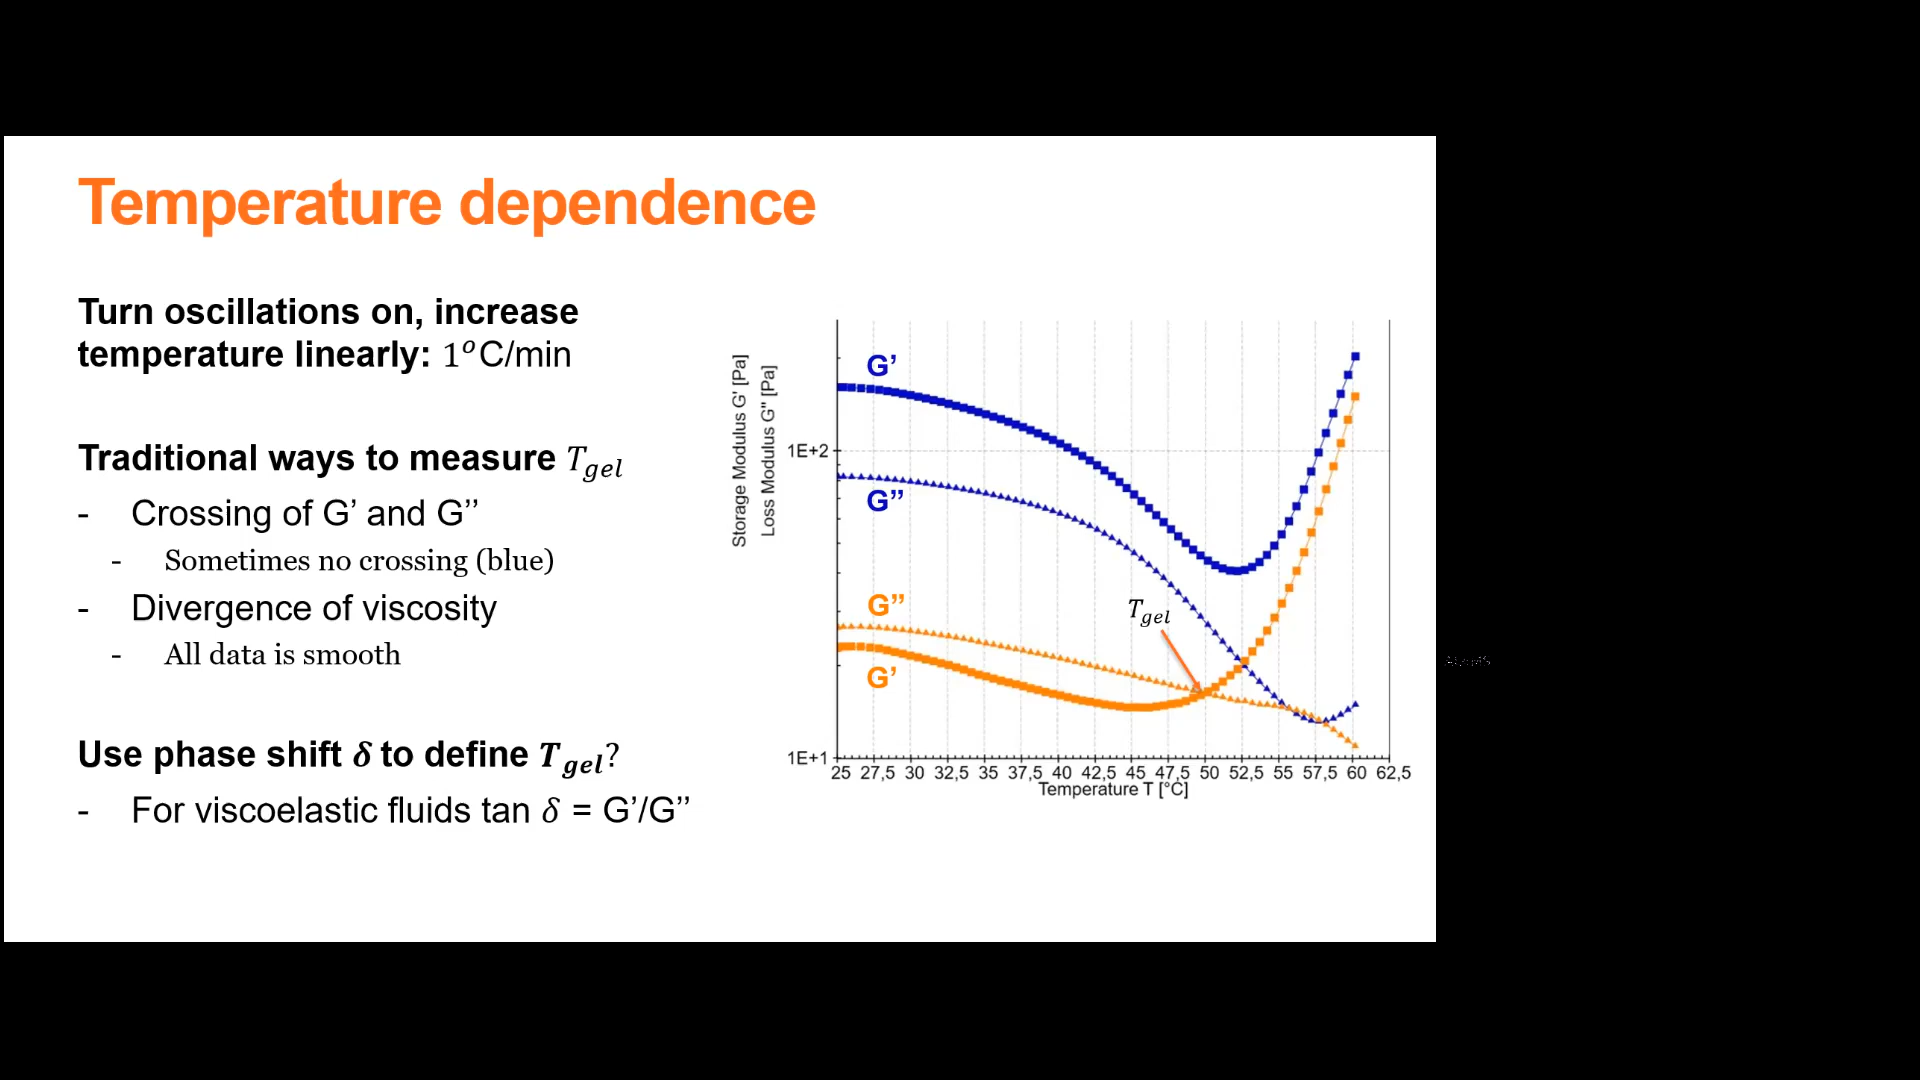 Temperature dependence
Turn oscillations on, increase
temperature linearly: 1°C/min
Traditional ways to measure T_gel
- Crossing of G’ and G’’
- Sometimes no crossing (blue)
- Divergence of viscosity
- All data is smooth
Use phase shift δ to define T_gel?
- For viscoelastic fluids tan δ = G’/G’’
Storage Modulus G' [Pa]
Loss Modulus G'' [Pa]
G’
1E+2
G’’
G’’
T_gel
G’
1E+1
25 27,5 30 32,5 35 37,5 40 42,5 45 47,5 50 52,5 55 57,5 60 62,5
Temperature T [°C]